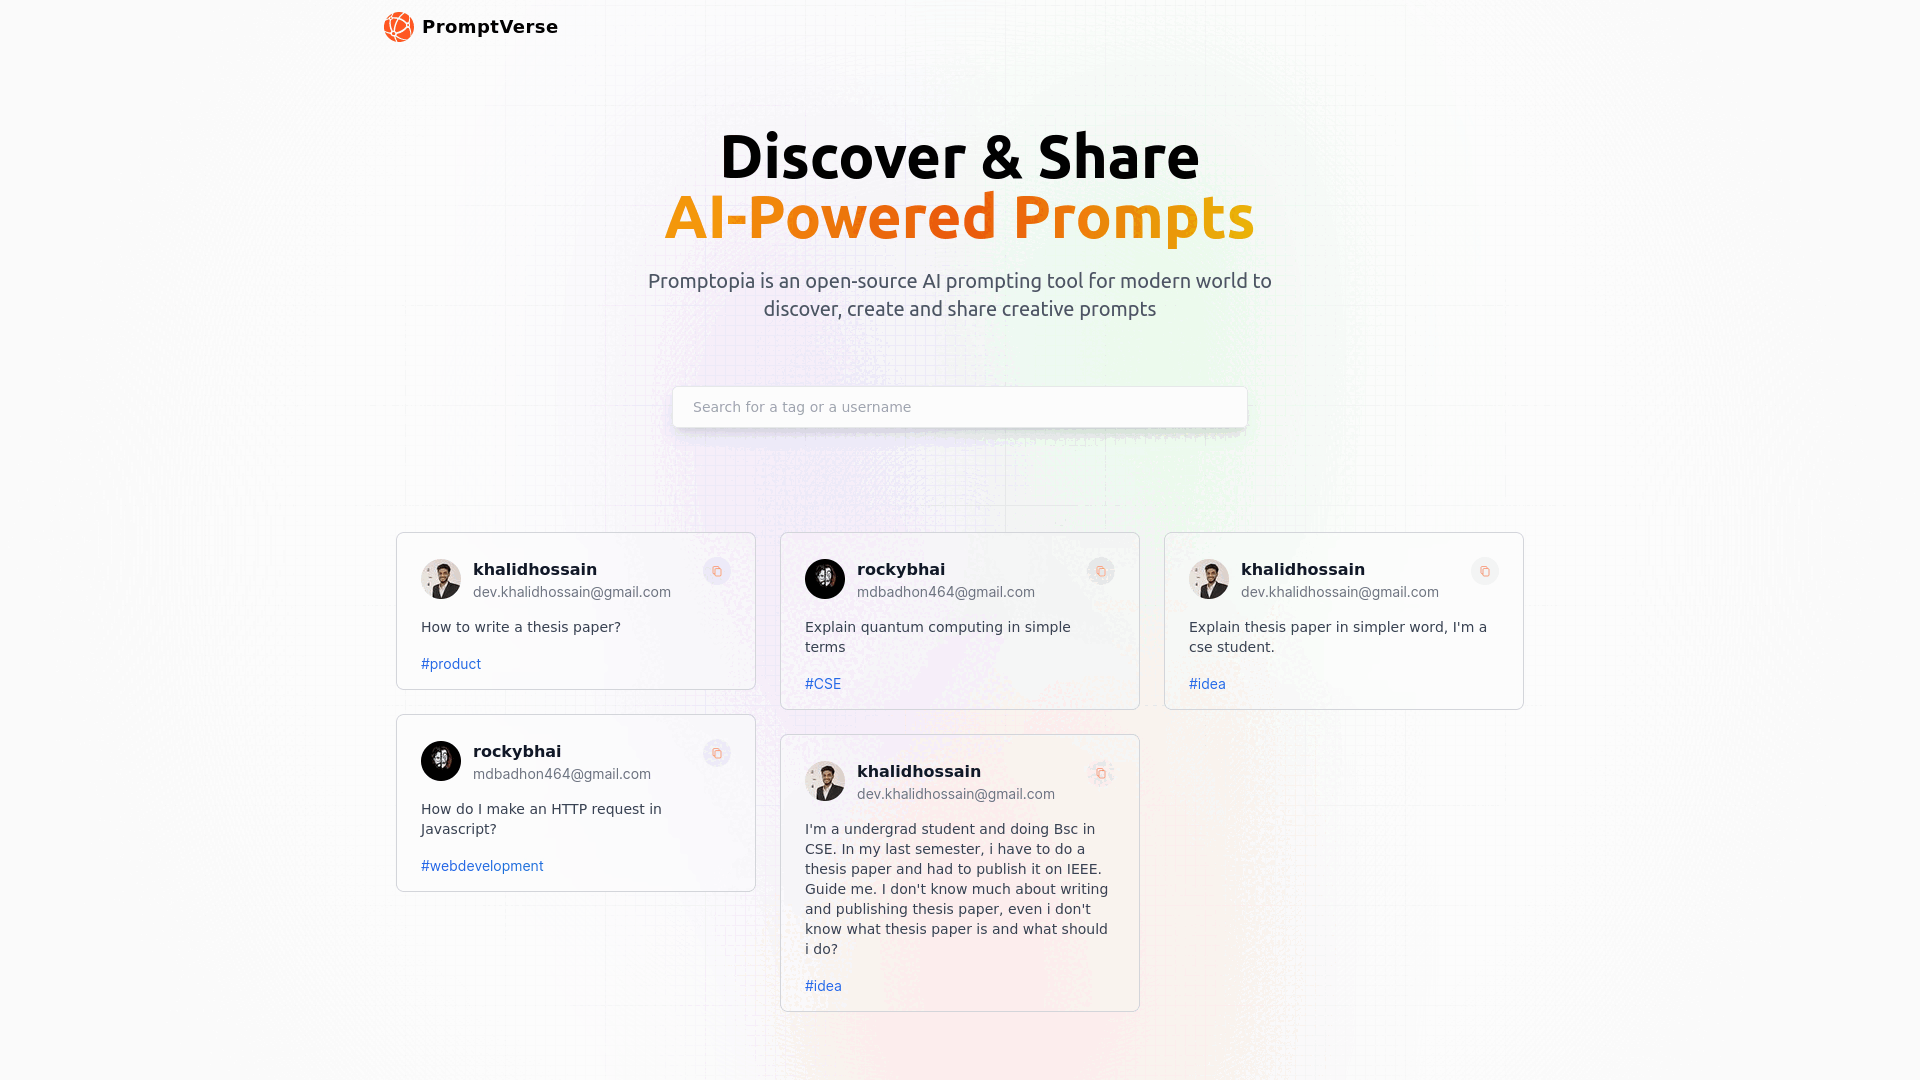 PromptVerse
Discover & Share
AI-Powered Prompts
Promptopia is an open-source AI prompting tool for modern world to
discover, create and share creative prompts
Search for a tag or a username
khalidhossain
dev.khalidhossain@gmail.com
How to write a thesis paper?
#product
rockybhai
mdbadhon464@gmail.com
How do I make an HTTP request in
Javascript?
#webdevelopment
rockybhai
mdbadhon464@gmail.com
Explain quantum computing in simple
terms
#CSE
khalidhossain
dev.khalidhossain@gmail.com
I'm a undergrad student and doing Bsc in
CSE. In my last semester, i have to do a
thesis paper and had to publish it on IEEE.
Guide me. I don't know much about writing
and publishing thesis paper, even i don't
know what thesis paper is and what should
i do?
#idea
khalidhossain
dev.khalidhossain@gmail.com
Explain thesis paper in simpler word, I'm a
cse student.
#idea